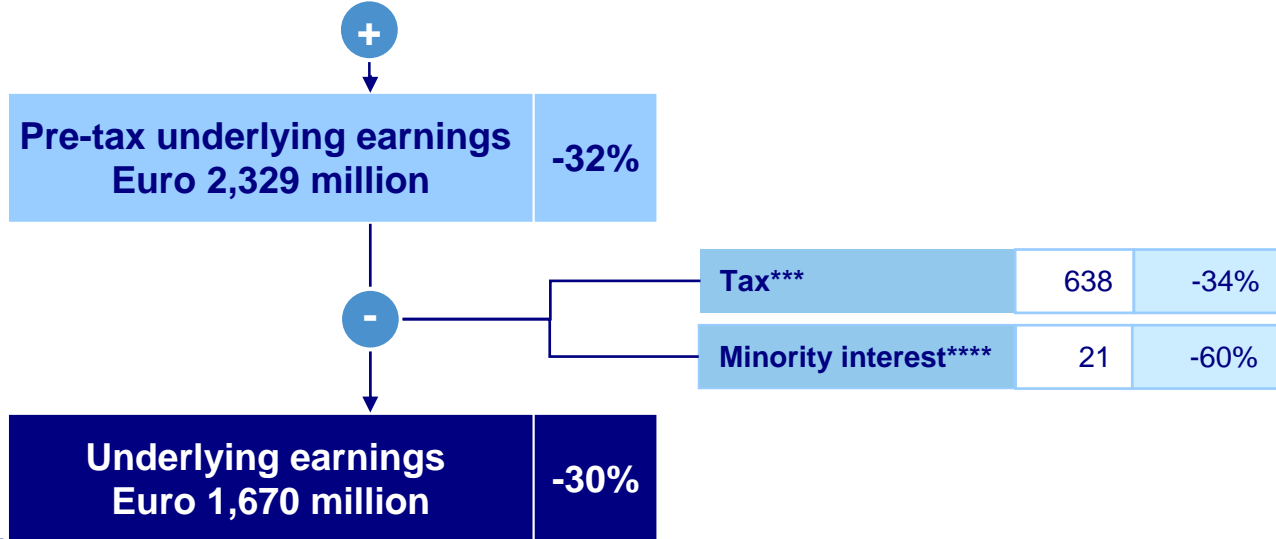 +
Pre-tax underlying earnings
Euro 2,329 million
-32%
Tax*** 638 -34%
-
Minority interest**** 21 -60%
Underlying earnings
Euro 1,670 million
-30%